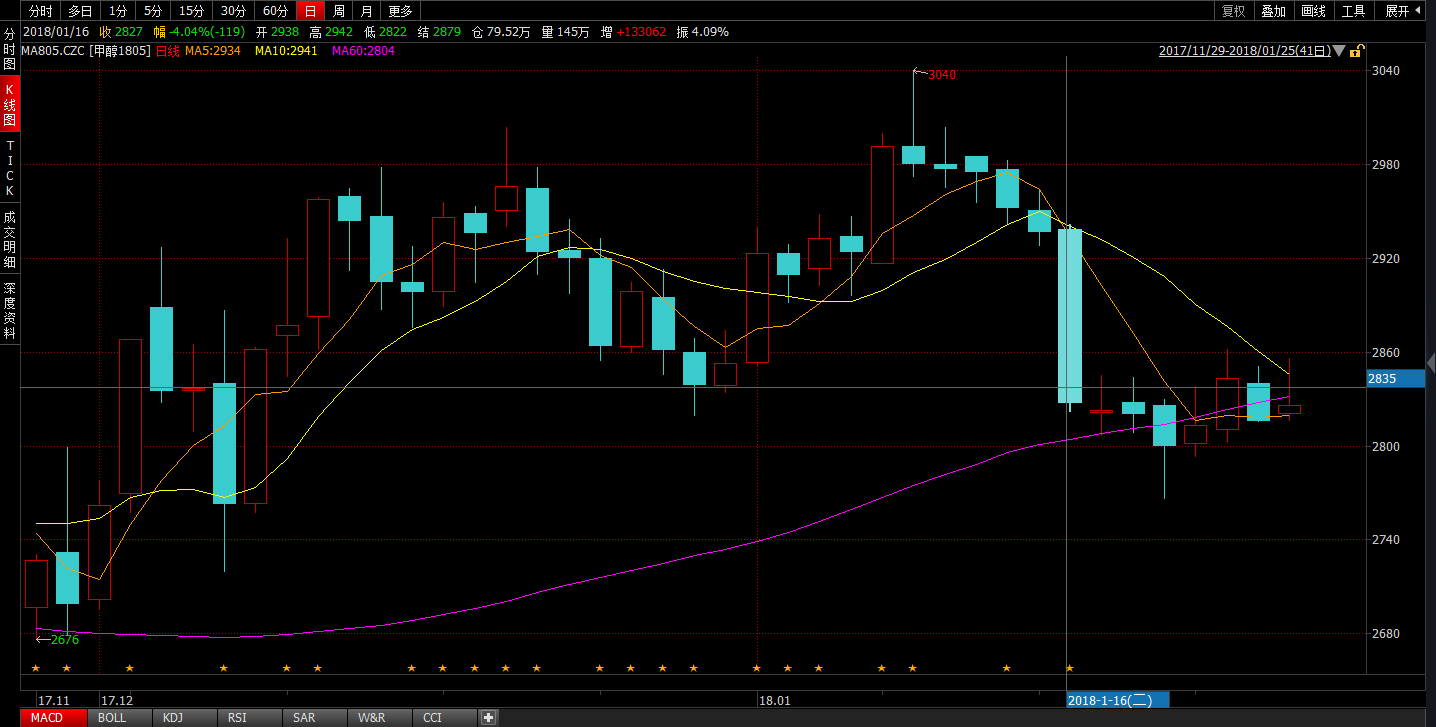 分时 多日 1分 5分 15分 30分 60分 日 周 月 更多 复权 叠加 画线 工具 展开
2018/01/16 收 2827 幅 -4.04%(-119) 开 2938 高 2942 低 2822 结 2879 仓 79.52万 量 145万 增 +133062 振 4.09%
MA805.CZC [甲醇1805] 日线 MA5:2934 MA10:2941 MA60:2804 2017/11/29-2018/01/25(41日)
分时图
K线图
TICK
成交明细
深度资料
3040
3040
2980
2920
2860
2835
2800
2740
2680
2676
17.11 17.12 18.01 2018-1-16(二)
MACD BOLL KDJ RSI SAR W&R CCI